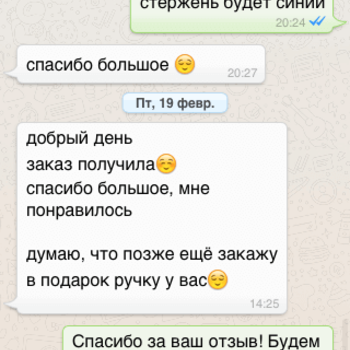 стержень будет синий
20:24
спасибо большое 😌
20:27
Пт, 19 февр.
добрый день
заказ получила☺️
спасибо большое, мне
понравилось
думаю, что позже ещё закажу
в подарок ручку у вас😌
14:25
Спасибо за ваш отзыв! Будем